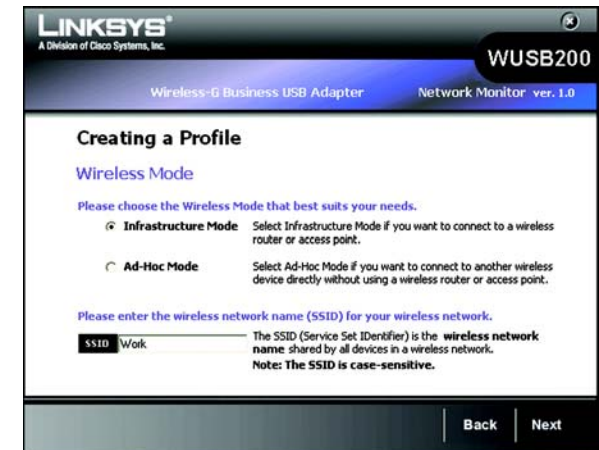 LINKSYS®
A Division of Cisco Systems, Inc.
WUSB200
Wireless-G Business USB Adapter
Network Monitor ver. 1.0
Creating a Profile
Wireless Mode
Please choose the Wireless Mode that best suits your needs.
Infrastructure Mode
Select Infrastructure Mode if you want to connect to a wireless
router or access point.
Ad-Hoc Mode
Select Ad-Hoc Mode if you want to connect to another wireless
device directly without using a wireless router or access point.
Please enter the wireless network name (SSID) for your wireless network.
SSID Work
The SSID (Service Set IDentifier) is the wireless network
name shared by all devices in a wireless network.
Note: The SSID is case-sensitive.
Back Next